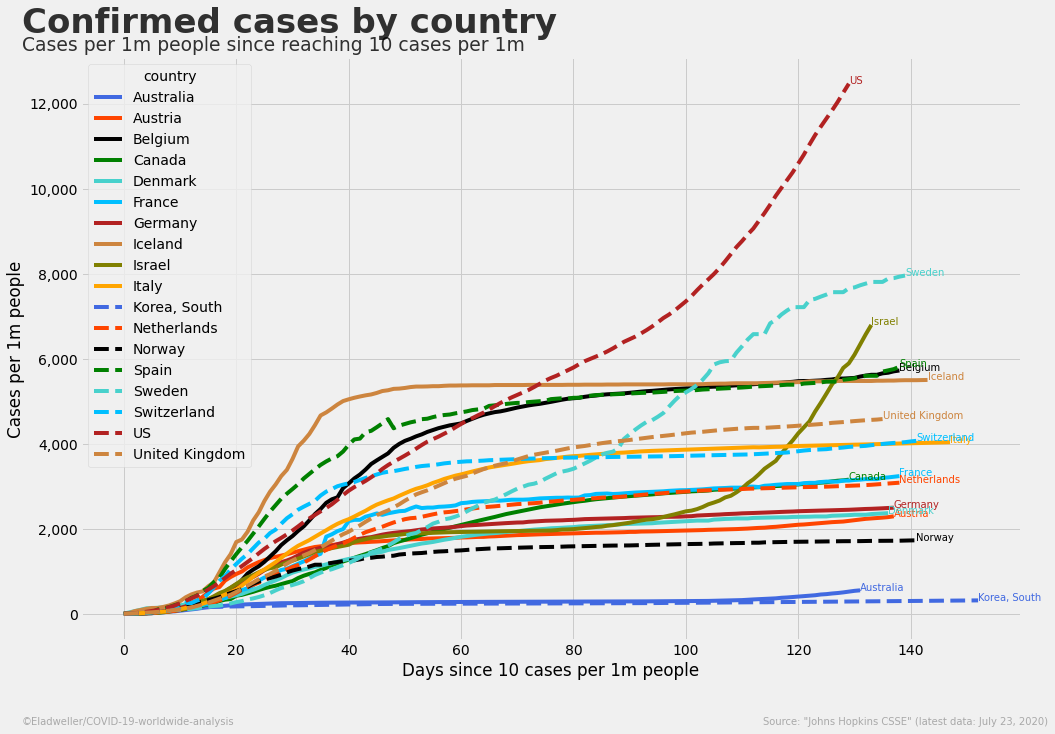 Confirmed cases by country
Cases per 1m people since reaching 10 cases per 1m
country
Australia
Austria
Belgium
Canada
Denmark
France
Germany
Iceland
Israel
Italy
Korea, South
Netherlands
Norway
Spain
Sweden
Switzerland
US
United Kingdom
Cases per 1m people
12,000
10,000
8,000
6,000
4,000
2,000
0
US
Sweden
Israel
Spain
Belgium
Iceland
United Kingdom
Switzerland
Italy
Canada
France
Netherlands
Germany
Denmark
Austria
Norway
Australia
Korea, South
0 20 40 60 80 100 120 140
Days since 10 cases per 1m people
©Eladweller/COVID-19-worldwide-analysis
Source: "Johns Hopkins CSSE" (latest data: July 23, 2020)